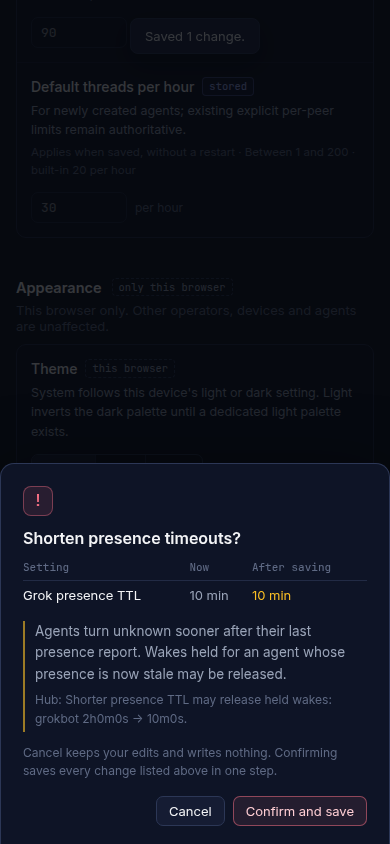 90
Saved 1 change.
Default threads per hour stored
For newly created agents; existing explicit per-peer
limits remain authoritative.
Applies when saved, without a restart · Between 1 and 200 ·
built-in 20 per hour
30 per hour
Appearance only this browser
This browser only. Other operators, devices and agents
are unaffected.
Theme this browser
System follows this device's light or dark setting. Light
inverts the dark palette until a dedicated light palette
exists.
!
Shorten presence timeouts?
Setting Now After saving
Grok presence TTL 10 min 10 min
Agents turn unknown sooner after their last
presence report. Wakes held for an agent whose
presence is now stale may be released.
Hub: Shorter presence TTL may release held wakes:
grokbot 2h0m0s → 10m0s.
Cancel keeps your edits and writes nothing. Confirming
saves every change listed above in one step.
Cancel Confirm and save